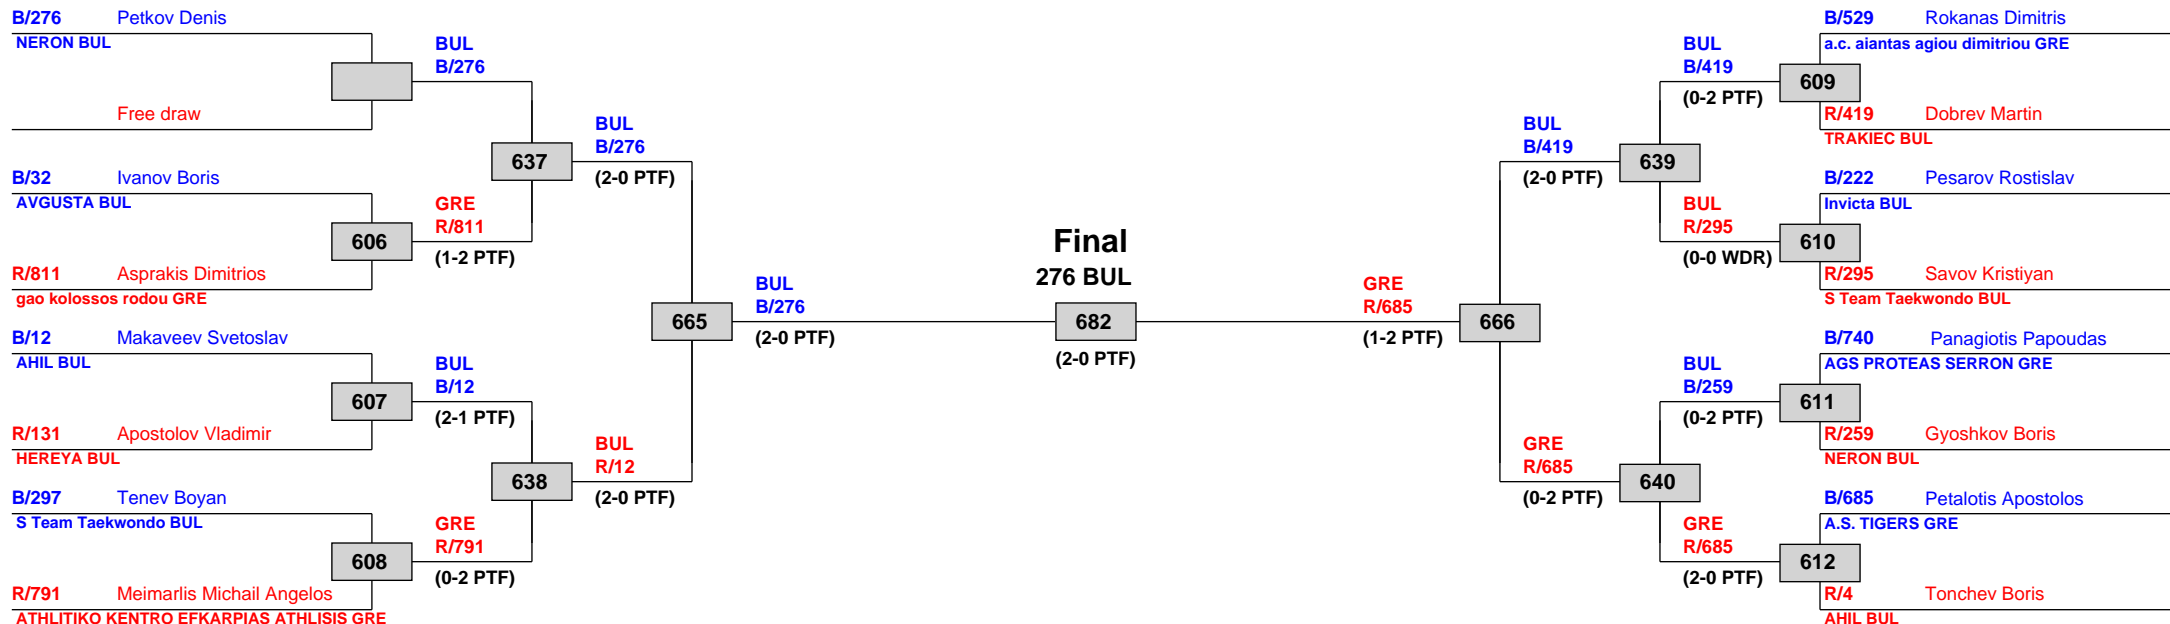 B/276 Petkov Denis
NERON BUL
Free draw
B/32 Ivanov Boris
AVGUSTA BUL
606
R/811 Asprakis Dimitrios
gao kolossos rodou GRE
B/12 Makaveev Svetoslav
AHIL BUL
607
R/131 Apostolov Vladimir
HEREYA BUL
B/297 Tenev Boyan
S Team Taekwondo BUL
608
R/791 Meimarlis Michail Angelos
ATHLITIKO KENTRO EFKARPIAS ATHLISIS GRE
BUL
B/276
637
GRE
R/811
(1-2 PTF)
BUL
B/12
(2-1 PTF)
638
GRE
R/791
(0-2 PTF)
BUL
B/276
(2-0 PTF)
665
BUL
R/12
(2-0 PTF)
BUL
B/276
(2-0 PTF)
Final
276 BUL
682
(2-0 PTF)
GRE
R/685
(1-2 PTF)
666
BUL
B/419
(2-0 PTF)
GRE
R/685
(0-2 PTF)
BUL
B/419
(0-2 PTF)
639
BUL
R/295
(0-0 WDR)
BUL
B/259
(0-2 PTF)
640
GRE
R/685
(2-0 PTF)
B/529 Rokanas Dimitris
a.c. aiantas agiou dimitriou GRE
609
R/419 Dobrev Martin
TRAKIEC BUL
B/222 Pesarov Rostislav
Invicta BUL
610
R/295 Savov Kristiyan
S Team Taekwondo BUL
B/740 Panagiotis Papoudas
AGS PROTEAS SERRON GRE
611
R/259 Gyoshkov Boris
NERON BUL
B/685 Petalotis Apostolos
A.S. TIGERS GRE
612
R/4 Tonchev Boris
AHIL BUL